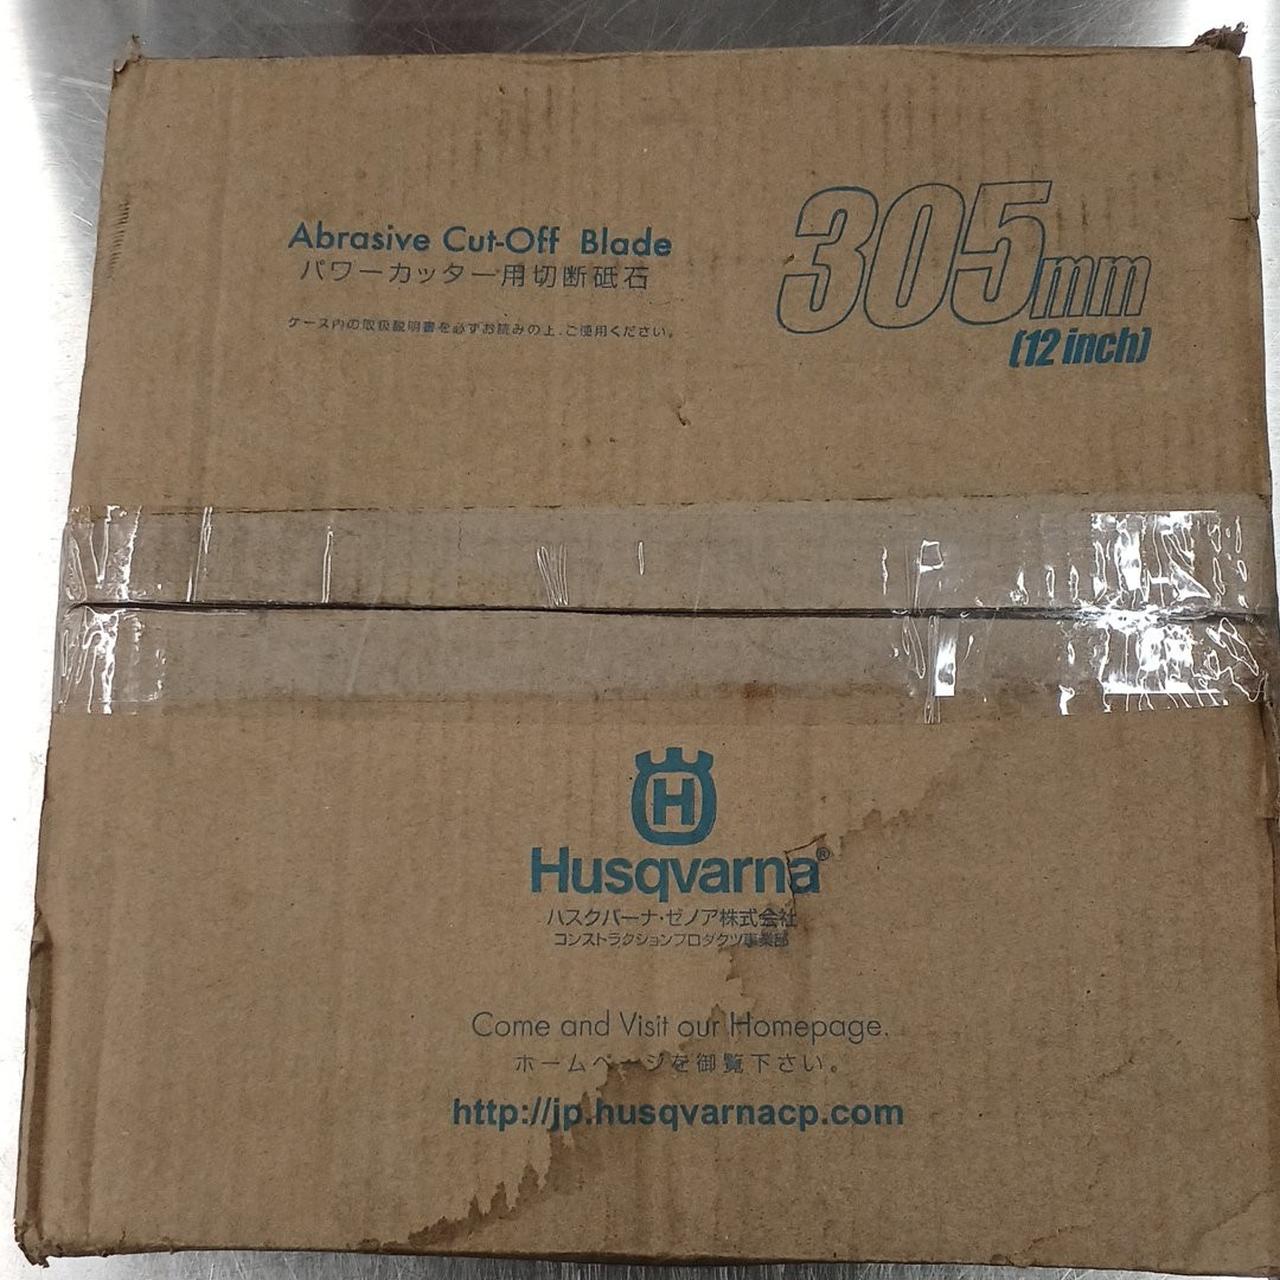 Abrasive Cut-Off Blade
パワーカッター用切断砥石
ケース内の取扱説明書を必ずお読みの上、ご使用ください。
305mm
(12 inch)
H
Husqvarna®
ハスクバーナ・ゼノア株式会社
コンストラクションプロダクツ事業部
Come and Visit our Homepage.
ホームページを御覧下さい。
http://jp.husqvarnacp.com